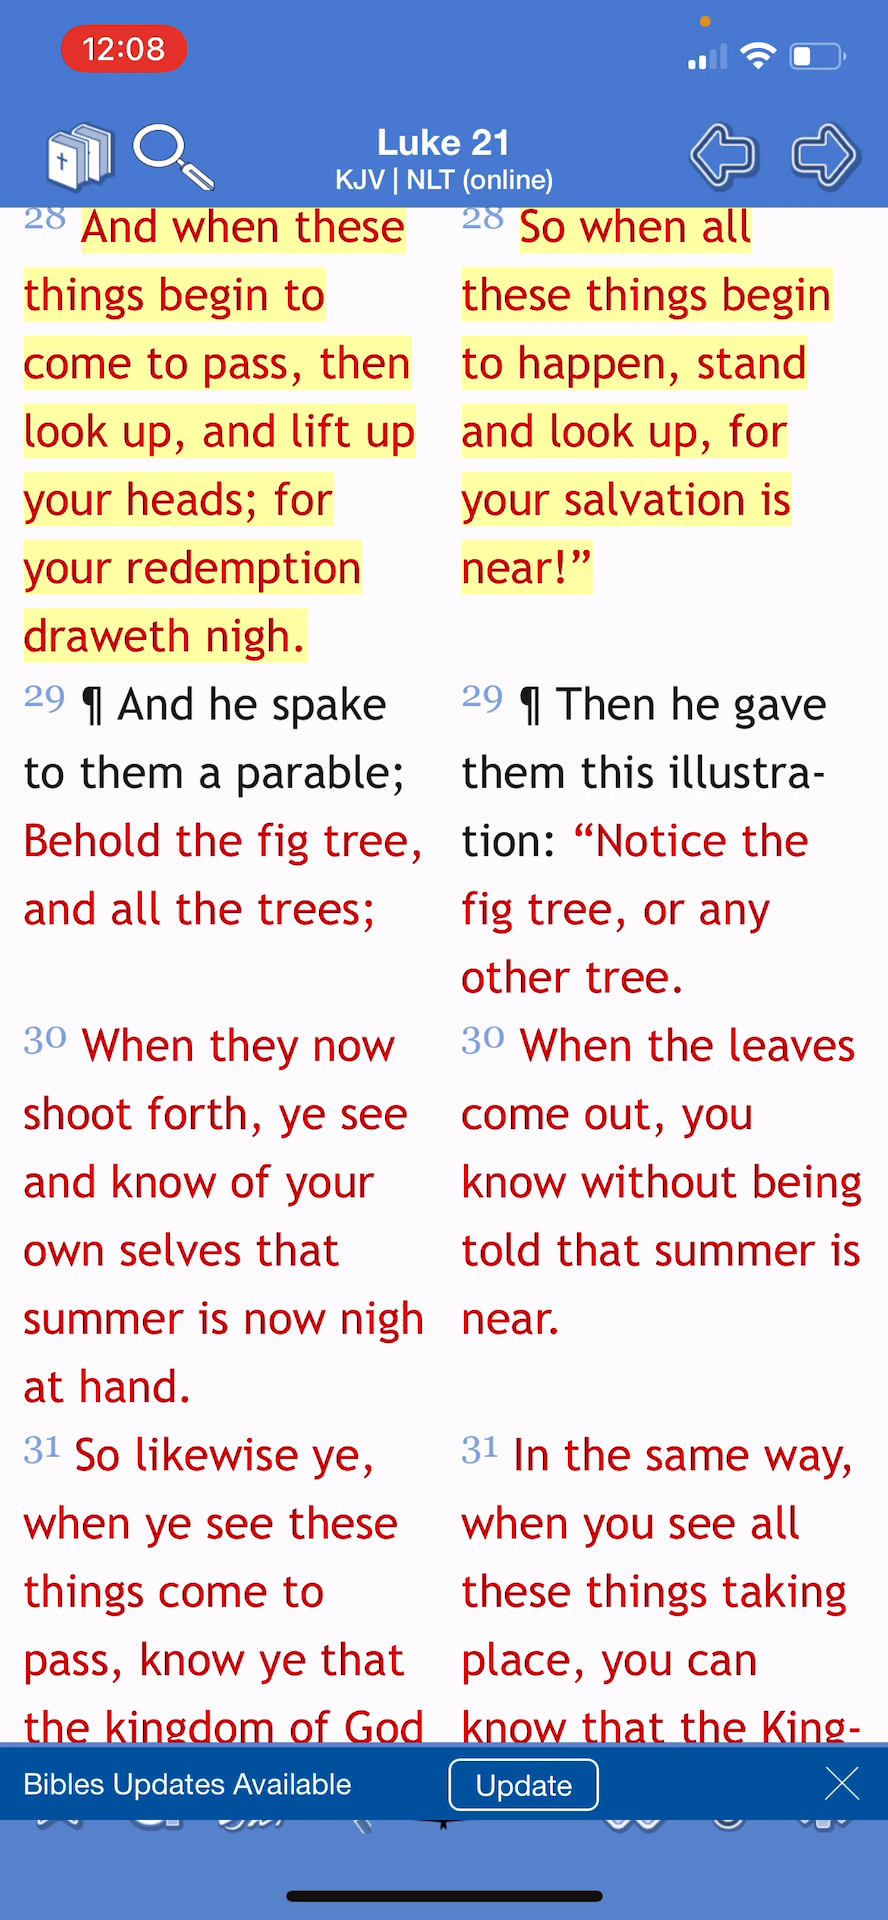 12:08
Luke 21
KJV | NLT (online)
28 And when these
things begin to
come to pass, then
look up, and lift up
your heads; for
your redemption
draweth nigh.
29 ¶ And he spake
to them a parable;
Behold the fig tree,
and all the trees;
30 When they now
shoot forth, ye see
and know of your
own selves that
summer is now nigh
at hand.
31 So likewise ye,
when ye see these
things come to
pass, know ye that
the kingdom of God
28 So when all
these things begin
to happen, stand
and look up, for
your salvation is
near!”
29 ¶ Then he gave
them this illustra-
tion: “Notice the
fig tree, or any
other tree.
30 When the leaves
come out, you
know without being
told that summer is
near.
31 In the same way,
when you see all
these things taking
place, you can
know that the King-
Bibles Updates Available
Update